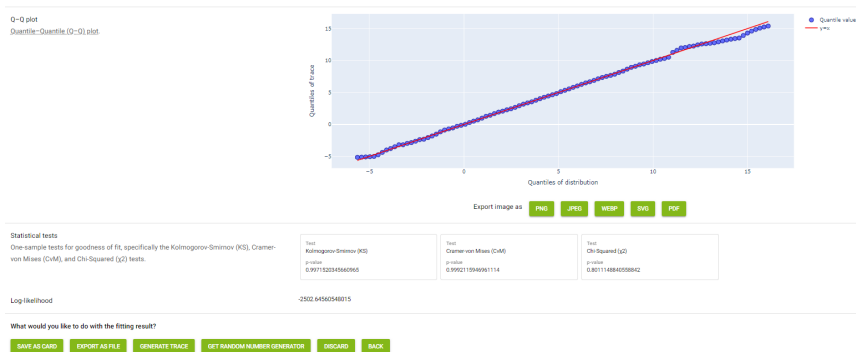 Q–Q plot
Quantile–Quantile (Q–Q) plot.
15
10
5
0
−5
Quantiles of trace
−5
0
5
10
15
Quantiles of distribution
Quantile value
y=x
Export image as
PNG
JPEG
WEBP
SVG
PDF
Statistical tests
One-sample tests for goodness of fit, specifically the Kolmogorov-Smirnov (KS), Cramer-
von Mises (CvM), and Chi-Squared (χ2) tests.
Test
Kolmogorov-Smirnov (KS)
p-value
0.9971520345660965
Test
Cramer-von Mises (CvM)
p-value
0.9992115946961114
Test
Chi-Squared (χ2)
p-value
0.8011148840558842
Log-likelihood
-2502.64560548015
What would you like to do with the fitting result?
SAVE AS CARD
EXPORT AS FILE
GENERATE TRACE
GET RANDOM NUMBER GENERATOR
DISCARD
BACK